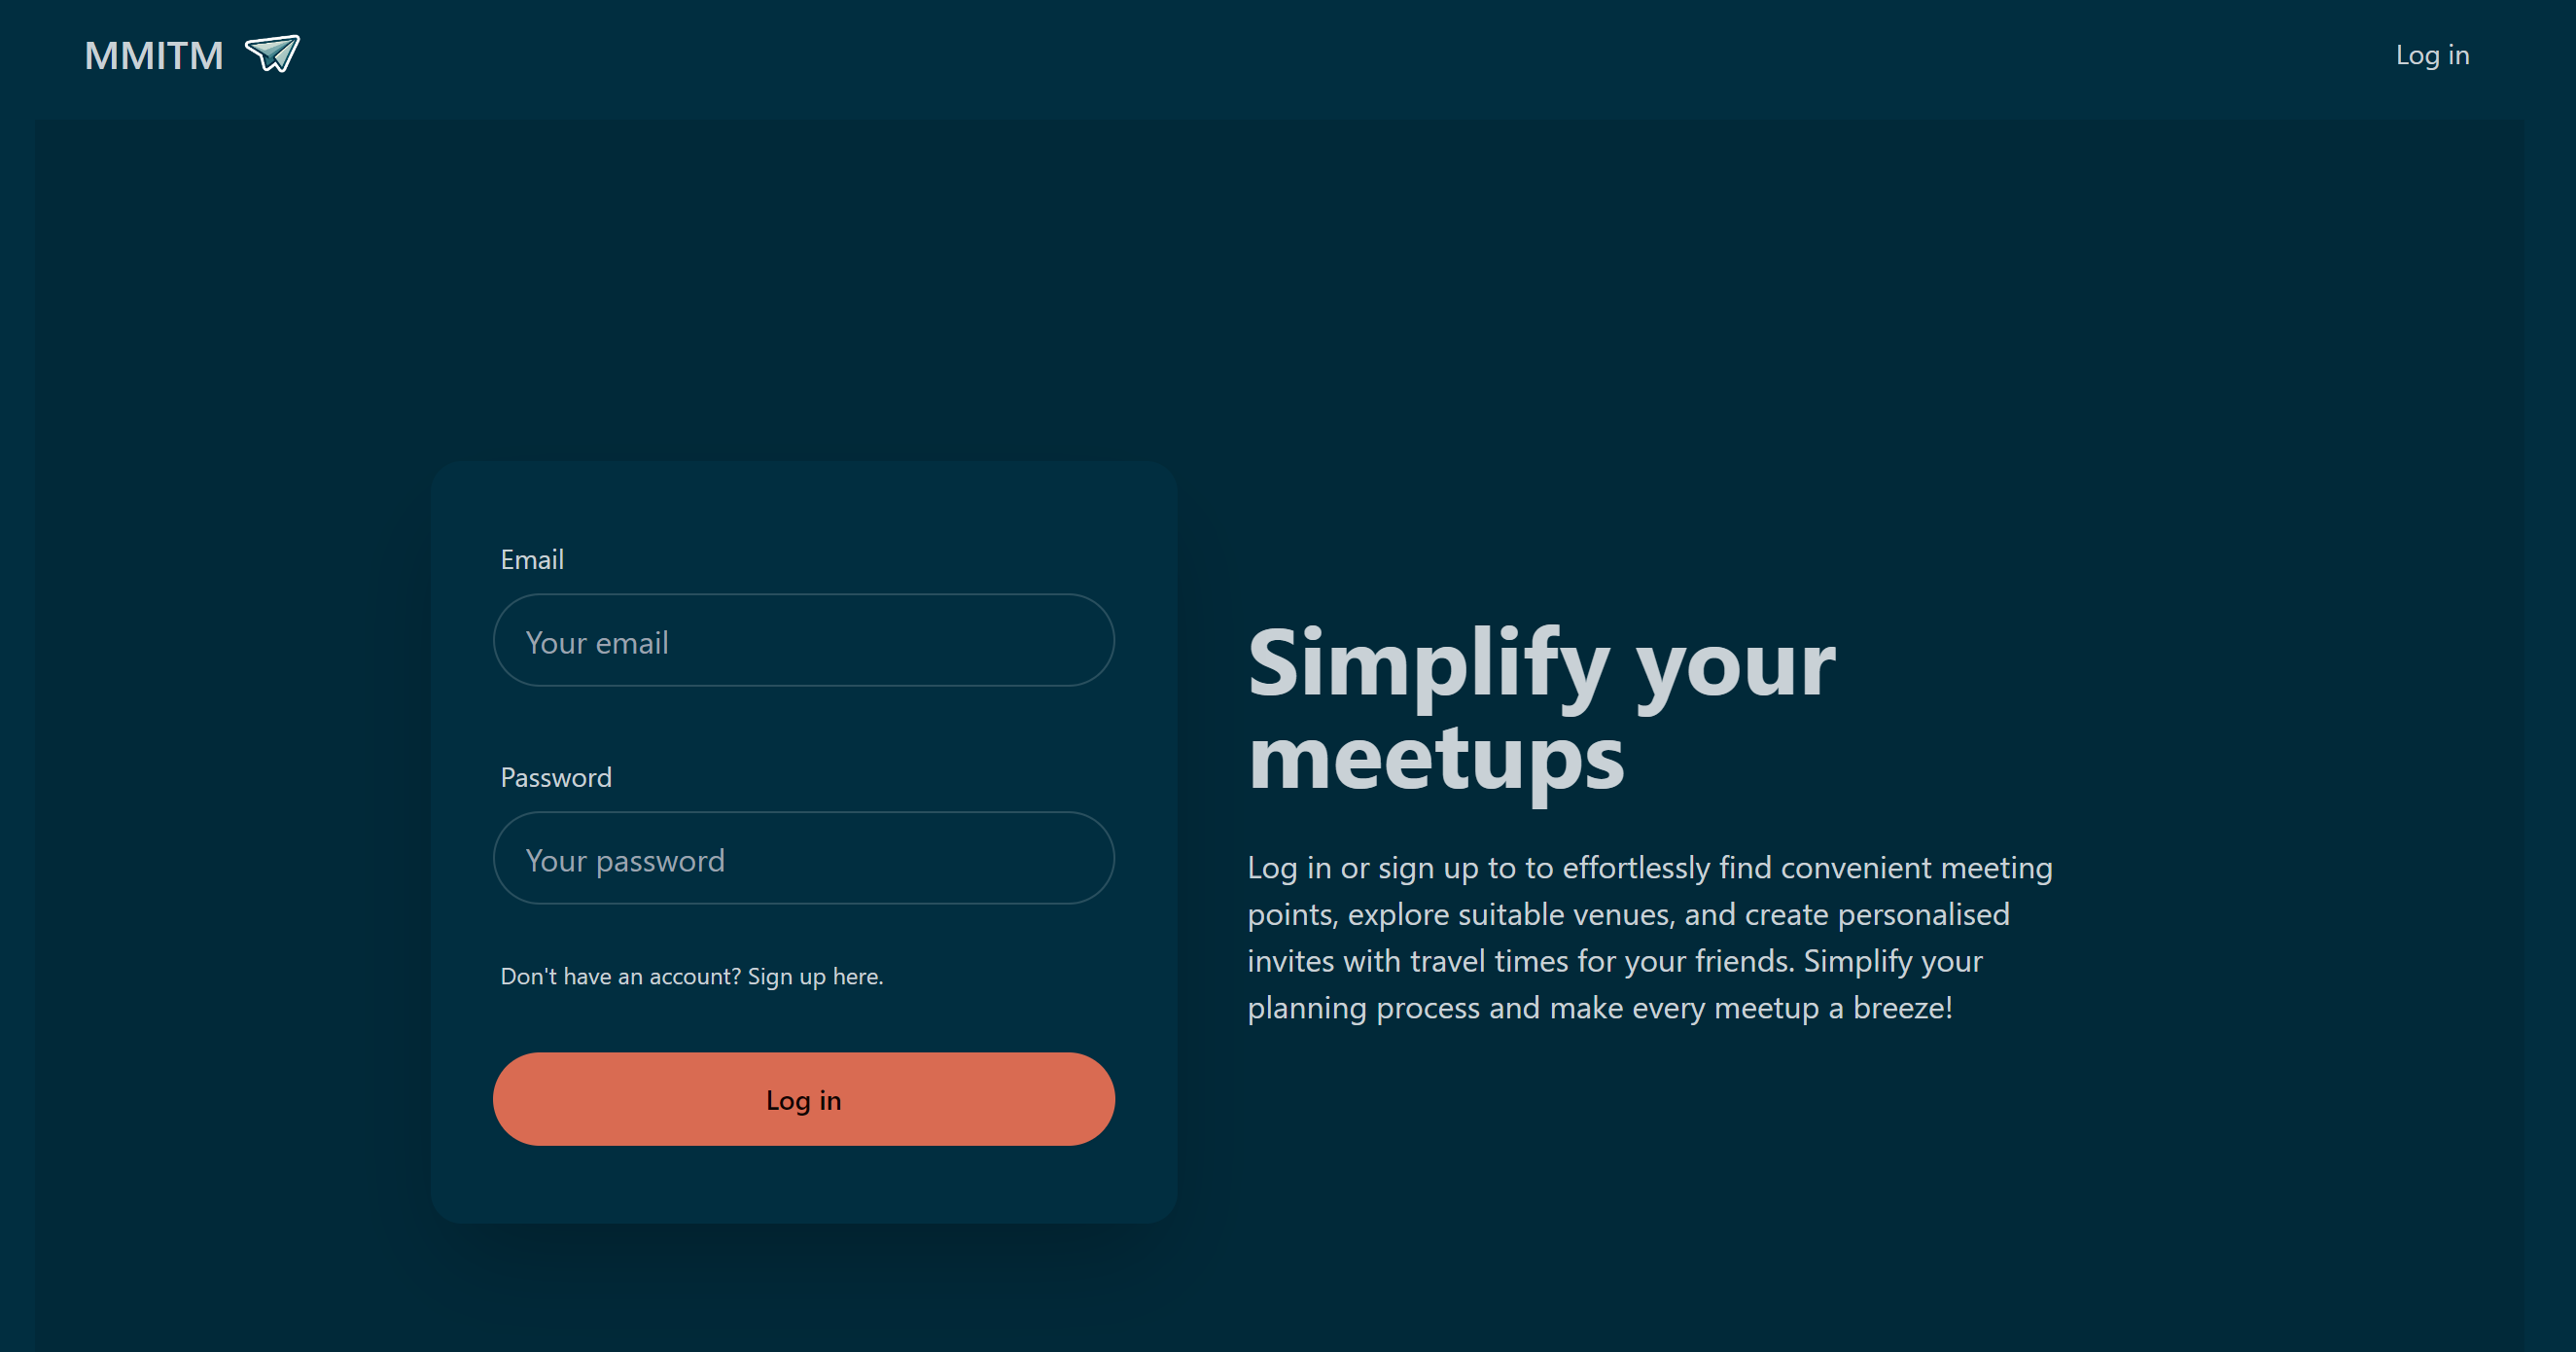 MMITM
Log in
Email
Your email
Password
Your password
Don't have an account? Sign up here.
Log in
Simplify your
meetups
Log in or sign up to to effortlessly find convenient meeting
points, explore suitable venues, and create personalised
invites with travel times for your friends. Simplify your
planning process and make every meetup a breeze!